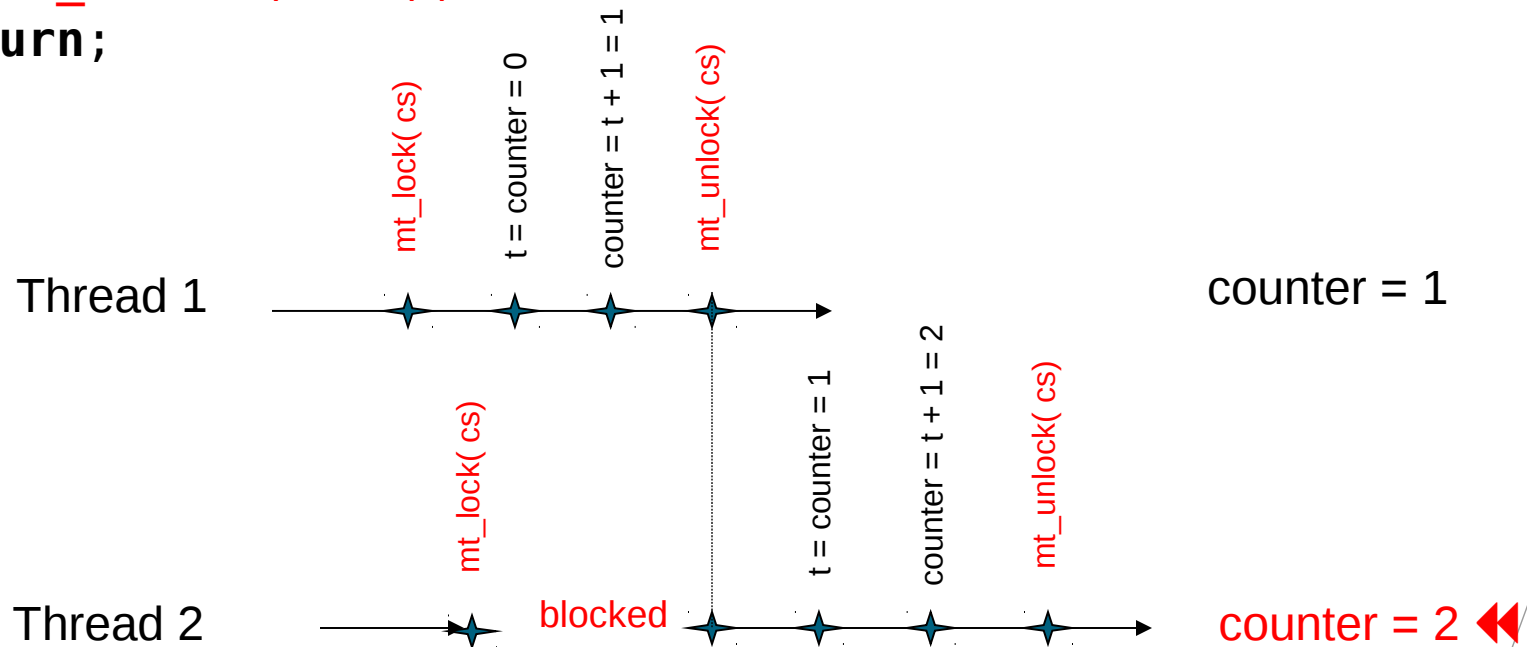 urn;
mt_lock( cs)
t = counter = 0
counter = t + 1 = 1
mt_unlock( cs)
Thread 1
counter = 1
mt_lock( cs)
t = counter = 1
counter = t + 1 = 2
mt_unlock( cs)
Thread 2
blocked
counter = 2